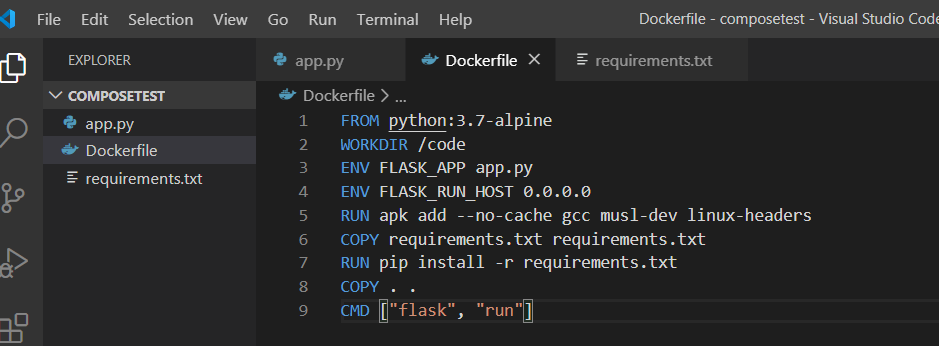 File Edit Selection View Go Run Terminal Help Dockerfile - composetest - Visual Studio Code
EXPLORER
app.py Dockerfile requirements.txt
COMPOSETEST
app.py
Dockerfile
requirements.txt
Dockerfile > ...
1 FROM python:3.7-alpine
2 WORKDIR /code
3 ENV FLASK_APP app.py
4 ENV FLASK_RUN_HOST 0.0.0.0
5 RUN apk add --no-cache gcc musl-dev linux-headers
6 COPY requirements.txt requirements.txt
7 RUN pip install -r requirements.txt
8 COPY . .
9 CMD ["flask", "run"]